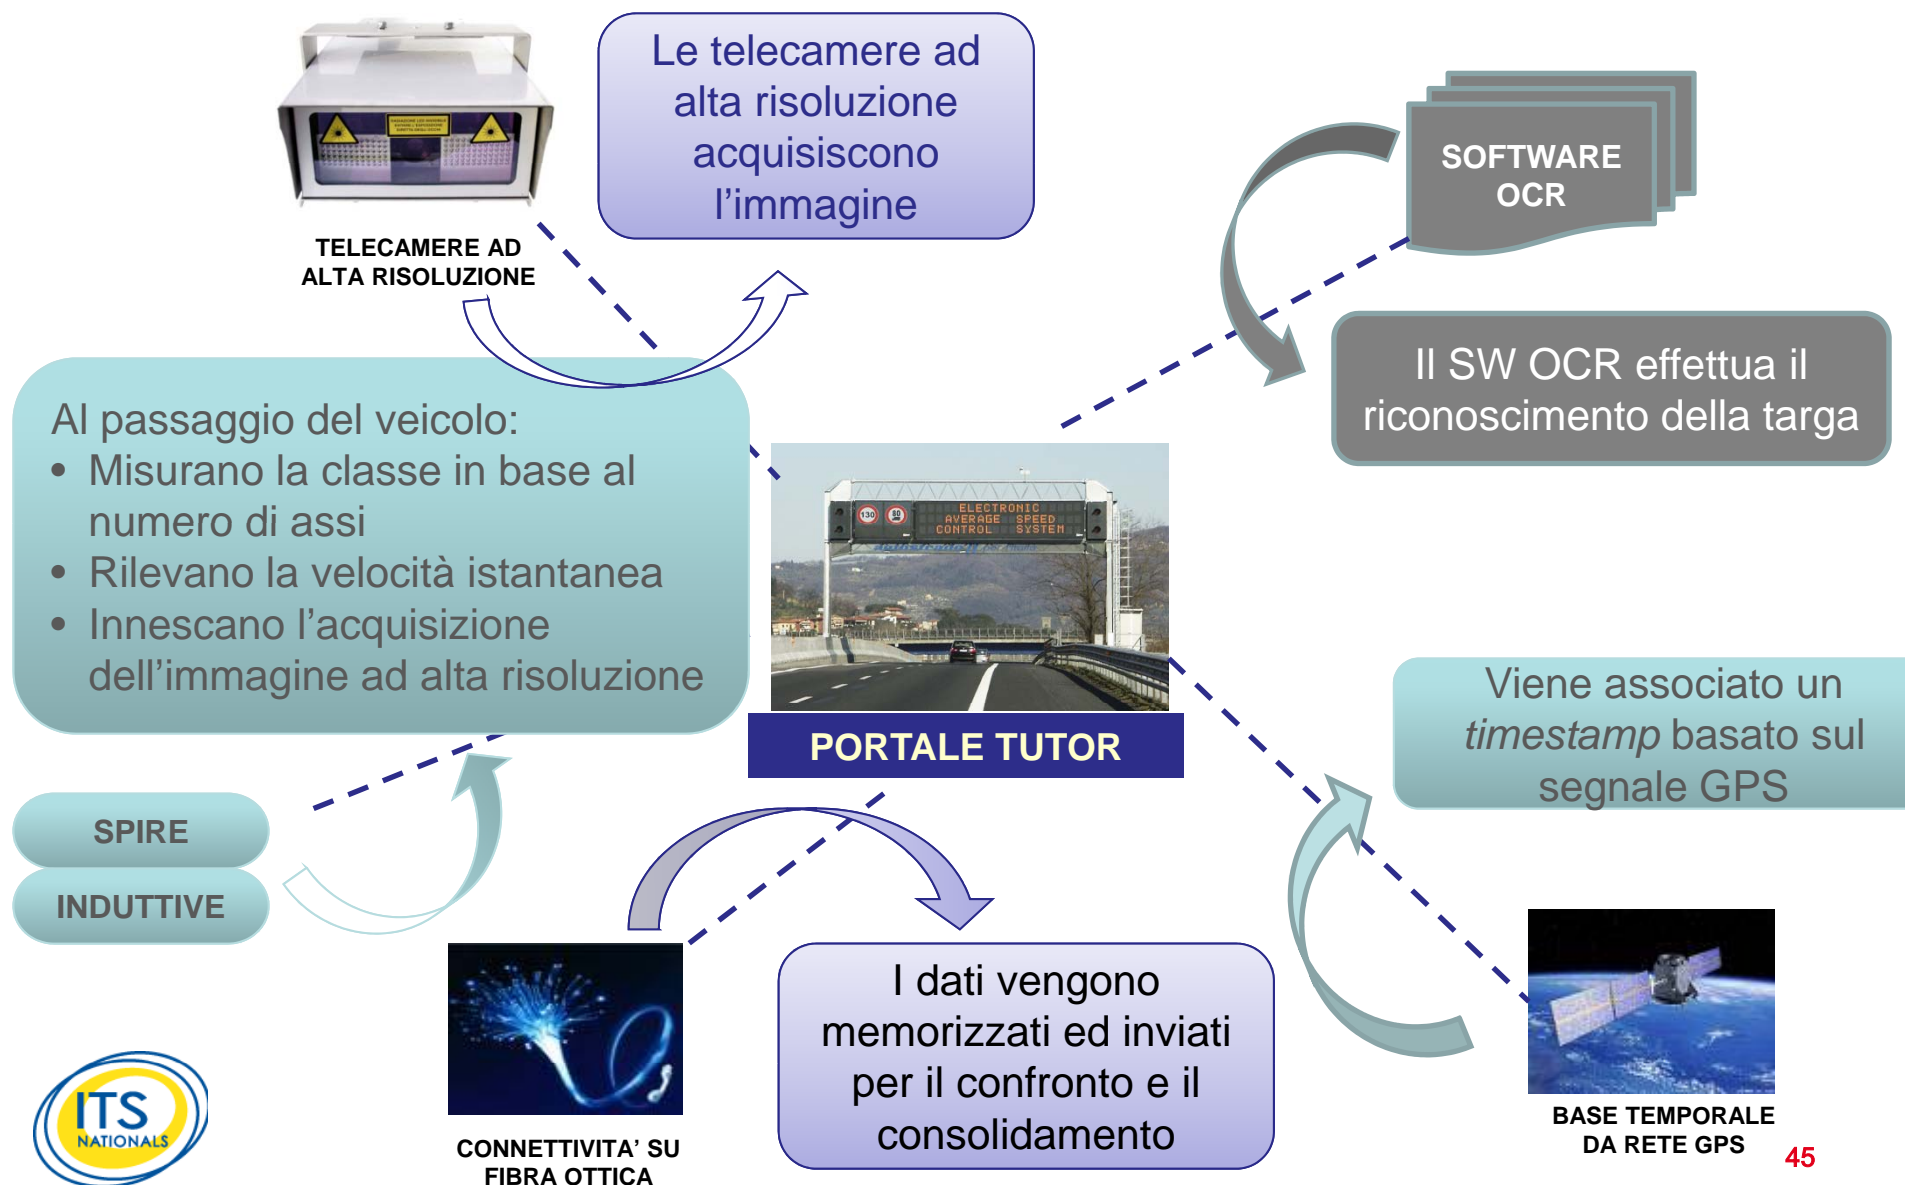 Le telecamere ad
alta risoluzione
acquisiscono
l’immagine
TELECAMERE AD
ALTA RISOLUZIONE
SOFTWARE
OCR
Il SW OCR effettua il
riconoscimento della targa
Al passaggio del veicolo:
• Misurano la classe in base al
numero di assi
• Rilevano la velocità istantanea
• Innescano l’acquisizione
dell’immagine ad alta risoluzione
130
80
ELECTRONIC
AVERAGE SPEED
CONTROL SYSTEM
PORTALE TUTOR
Viene associato un
timestamp basato sul
segnale GPS
SPIRE
INDUTTIVE
I dati vengono
memorizzati ed inviati
per il confronto e il
consolidamento
CONNETTIVITA’ SU
FIBRA OTTICA
BASE TEMPORALE
DA RETE GPS
ITS
NATIONALS
45